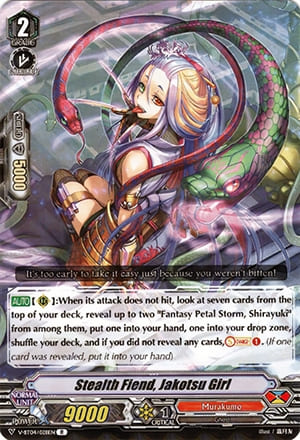 2
GRADE
5000
It's too early to take it easy just because you weren't bitten!
AUTO [ ]:When its attack does not hit, look at seven cards from the
top of your deck, reveal up to two "Fantasy Petal Storm, Shirayuki"
from among them, put one into your hand, one into your drop zone,
shuffle your deck, and if you did not reveal any cards, . (If one
card was revealed, put it into your hand.)
Stealth Fiend, Jakotsu Girl
NORMAL
UNIT
POWER
9000
1
CRITICAL
Murakumo
V-BT04/028EN R